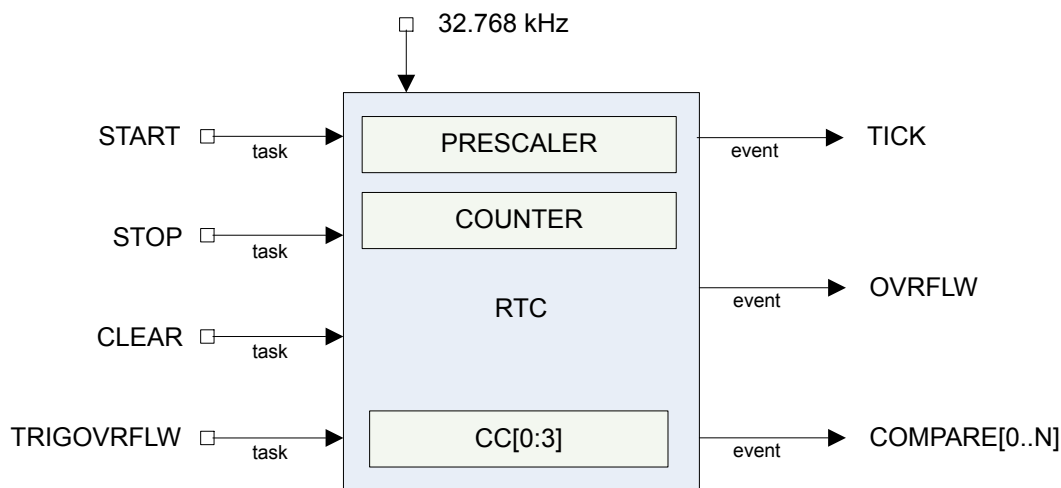 32.768 kHz
START
task
PRESCALER
event
TICK
STOP
task
COUNTER
RTC
event
OVRFLW
CLEAR
task
TRIGOVRFLW
task
CC[0:3]
event
COMPARE[0..N]